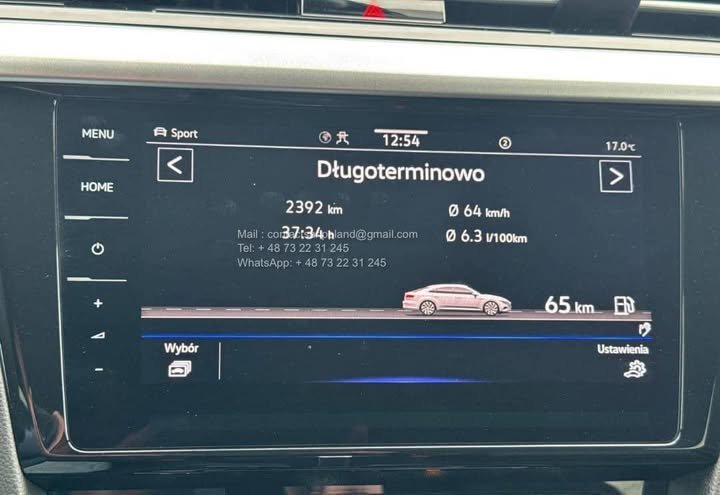 MENU
HOME
Sport
12:54
2
17.0°C
<
Długoterminowo
>
2392 km
Ø 64 km/h
37:34 h
Ø 6.3 l/100km
Tel: + 48 73 22 31 245
WhatsApp: + 48 73 22 31 245
65 km
+
-
Wybór
Ustawienia